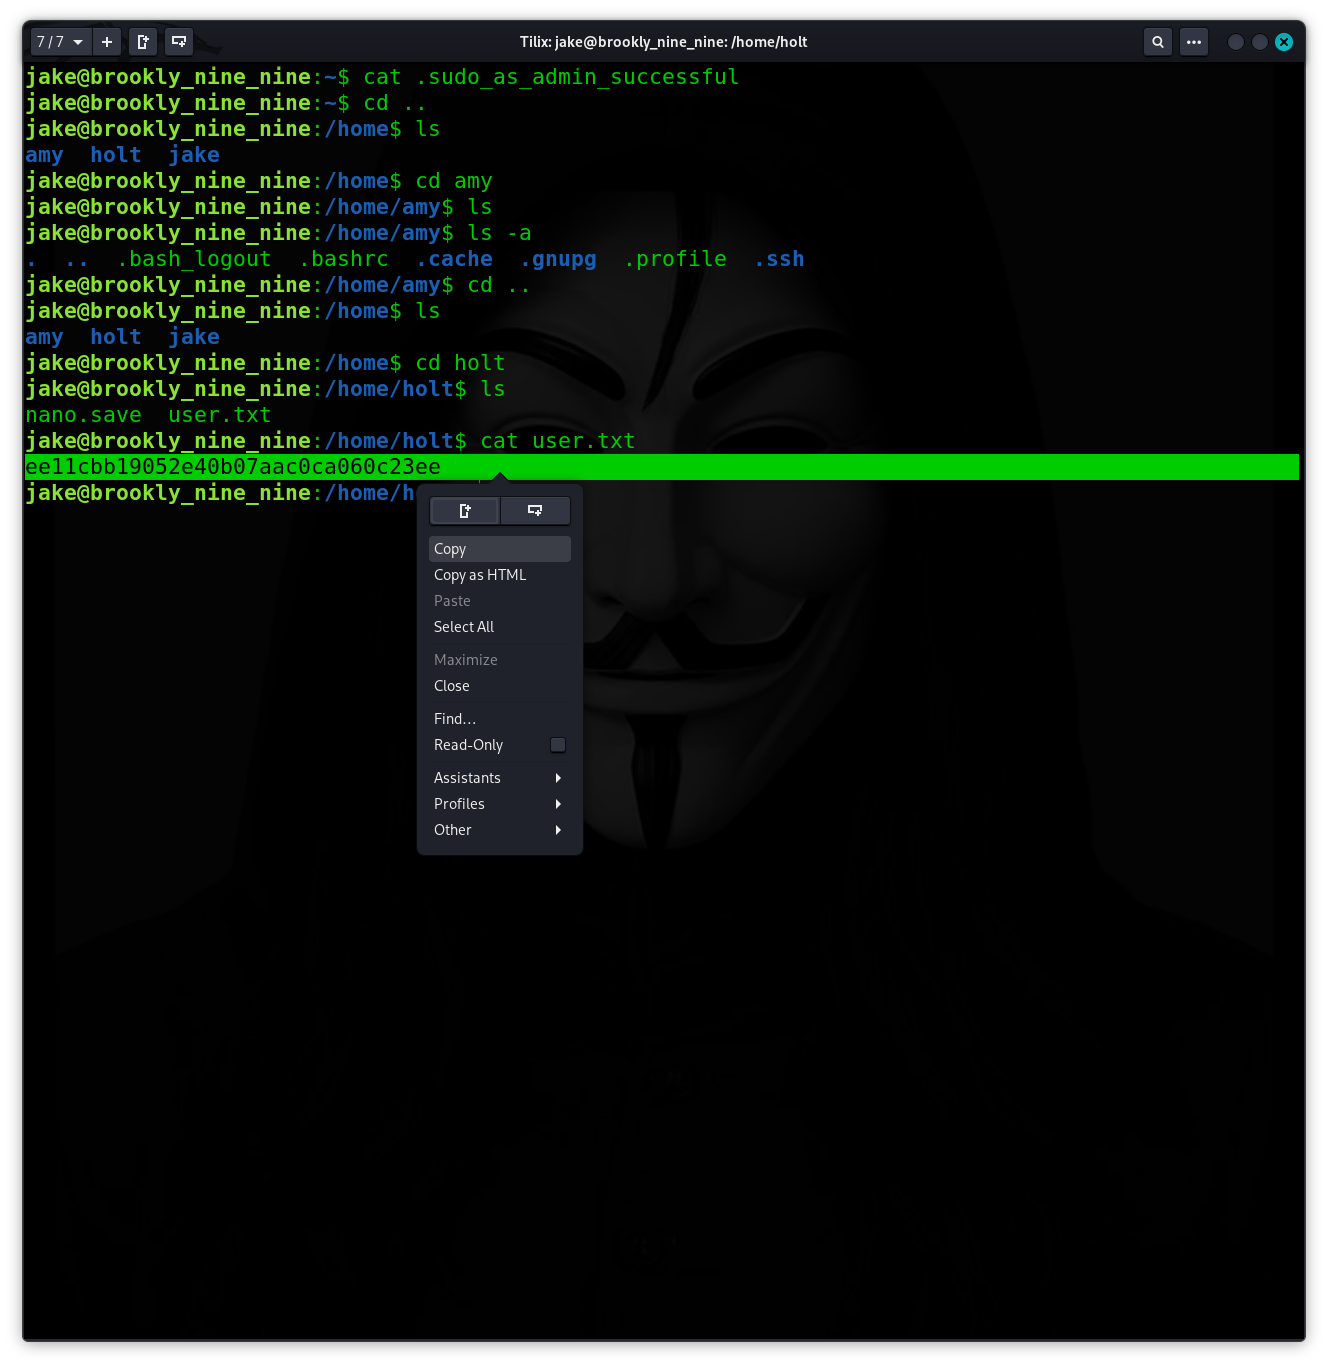 7 / 7
Tilix: jake@brookly_nine_nine: /home/holt
jake@brookly_nine_nine:~$ cat .sudo_as_admin_successful
jake@brookly_nine_nine:~$ cd ..
jake@brookly_nine_nine:/home$ ls
amy  holt  jake
jake@brookly_nine_nine:/home$ cd amy
jake@brookly_nine_nine:/home/amy$ ls
jake@brookly_nine_nine:/home/amy$ ls -a
.  ..  .bash_logout  .bashrc  .cache  .gnupg  .profile  .ssh
jake@brookly_nine_nine:/home/amy$ cd ..
jake@brookly_nine_nine:/home$ ls
amy  holt  jake
jake@brookly_nine_nine:/home$ cd holt
jake@brookly_nine_nine:/home/holt$ ls
nano.save  user.txt
jake@brookly_nine_nine:/home/holt$ cat user.txt
ee11cbb19052e40b07aac0ca060c23ee
jake@brookly_nine_nine:/home/h
Copy
Copy as HTML
Paste
Select All
Maximize
Close
Find...
Read-Only
Assistants
Profiles
Other